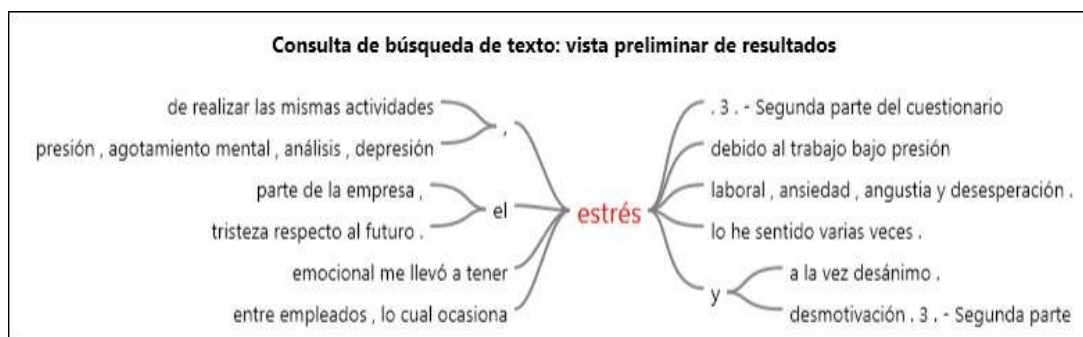 Consulta de búsqueda de texto: vista preliminar de resultados
de realizar las mismas actividades
presión , agotamiento mental , análisis , depresión
,
parte de la empresa ,
tristeza respecto al futuro .
el
emocional me llevó a tener
entre empleados , lo cual ocasiona
estrés
. 3 . - Segunda parte del cuestionario
debido al trabajo bajo presión
laboral , ansiedad , angustia y desesperación .
lo he sentido varias veces .
y
a la vez desánimo .
desmotivación . 3 . - Segunda parte